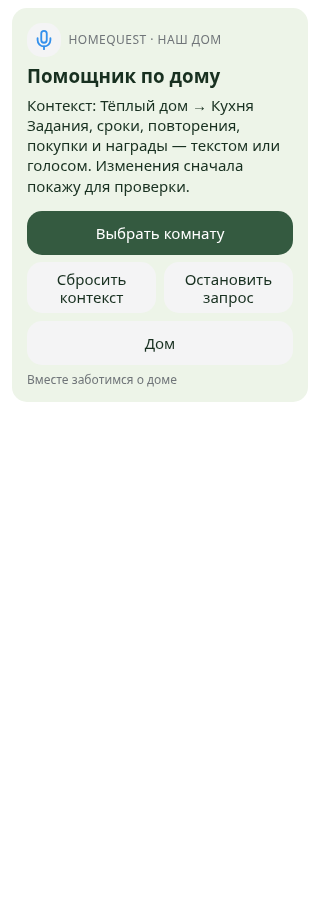 HOMEQUEST · НАШ ДОМ
Помощник по дому
Контекст: Тёплый дом → Кухня
Задания, сроки, повторения,
покупки и награды — текстом или
голосом. Изменения сначала
покажу для проверки.
Выбрать комнату
Сбросить
контекст
Остановить
запрос
Дом
Вместе заботимся о доме